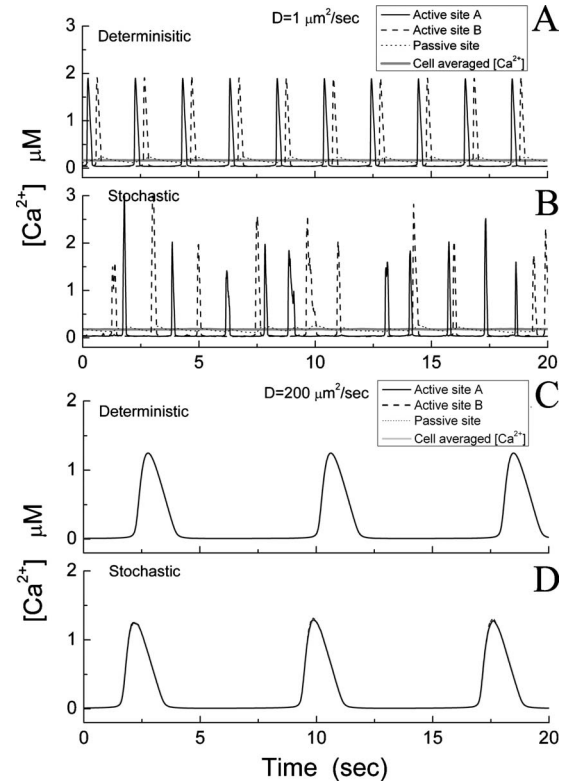 D=1 μm²/sec
Active site A
Active site B
Passive site
Cell averaged [Ca²⁺]
A
Determinisitic
3
2
1
0
Stochastic
B
3
2
1
0
0 5 10 15 20
[Ca²⁺] μM
D=200 μm²/sec
Active site A
Active site B
Passive site
Cell averaged [Ca²⁺]
C
Deterministic
2
1
0
Stochastic
D
2
1
0
[Ca²⁺] μM
0 5 10 15 20
Time (sec)